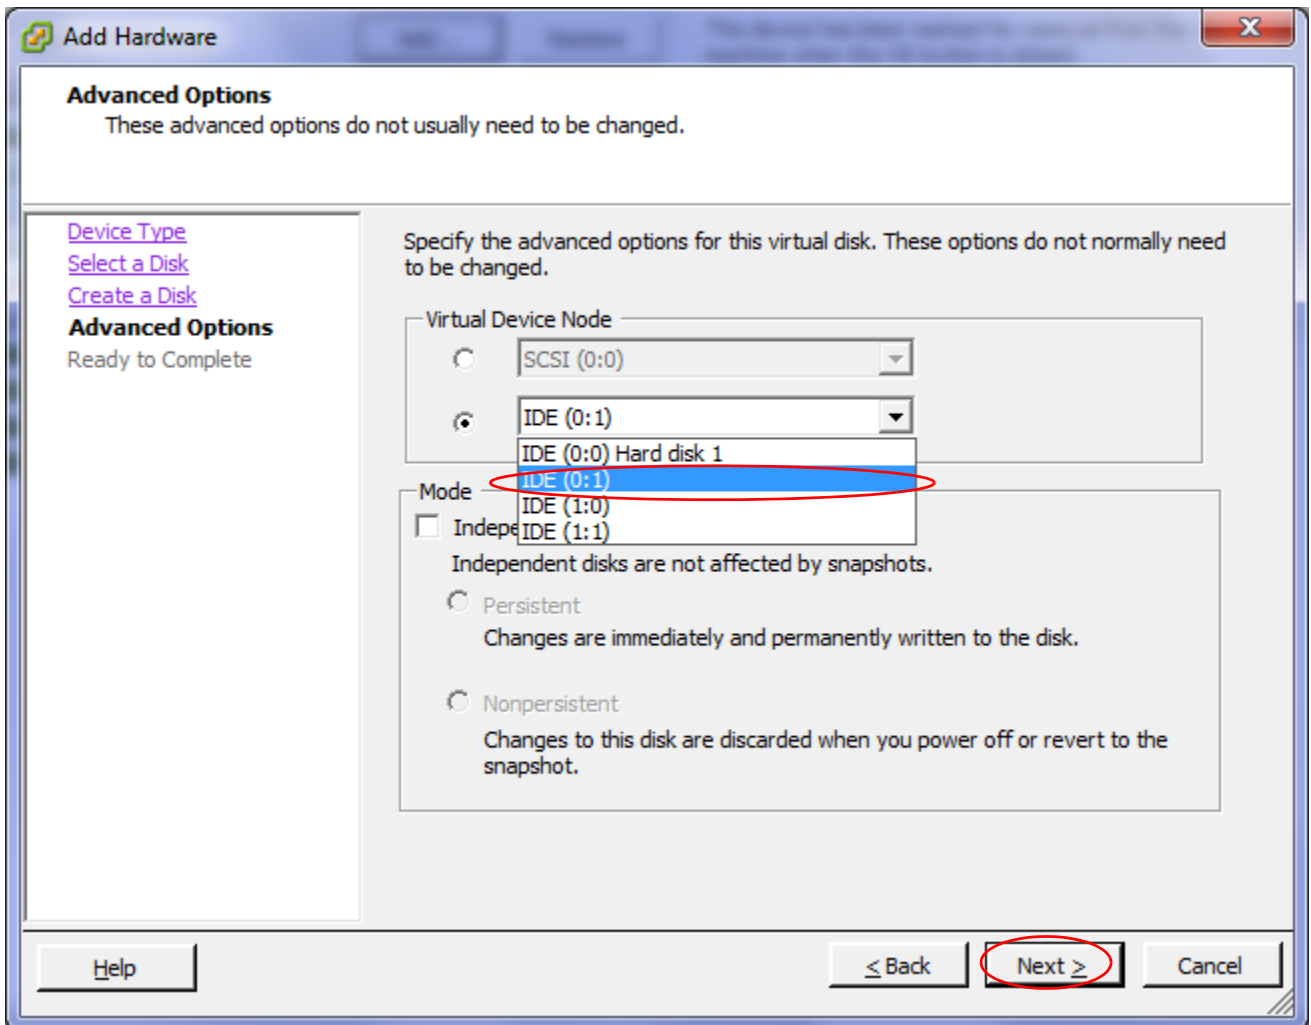 Add Hardware
X
Advanced Options
These advanced options do not usually need to be changed.
Device Type
Select a Disk
Create a Disk
Advanced Options
Ready to Complete
Specify the advanced options for this virtual disk. These options do not normally need
to be changed.
Virtual Device Node
SCSI (0:0)
IDE (0:1)
IDE (0:0) Hard disk 1
IDE (0:1)
IDE (1:0)
IDE (1:1)
Mode
Indepe
Independent disks are not affected by snapshots.
Persistent
Changes are immediately and permanently written to the disk.
Nonpersistent
Changes to this disk are discarded when you power off or revert to the
snapshot.
Help
< Back
Next >
Cancel